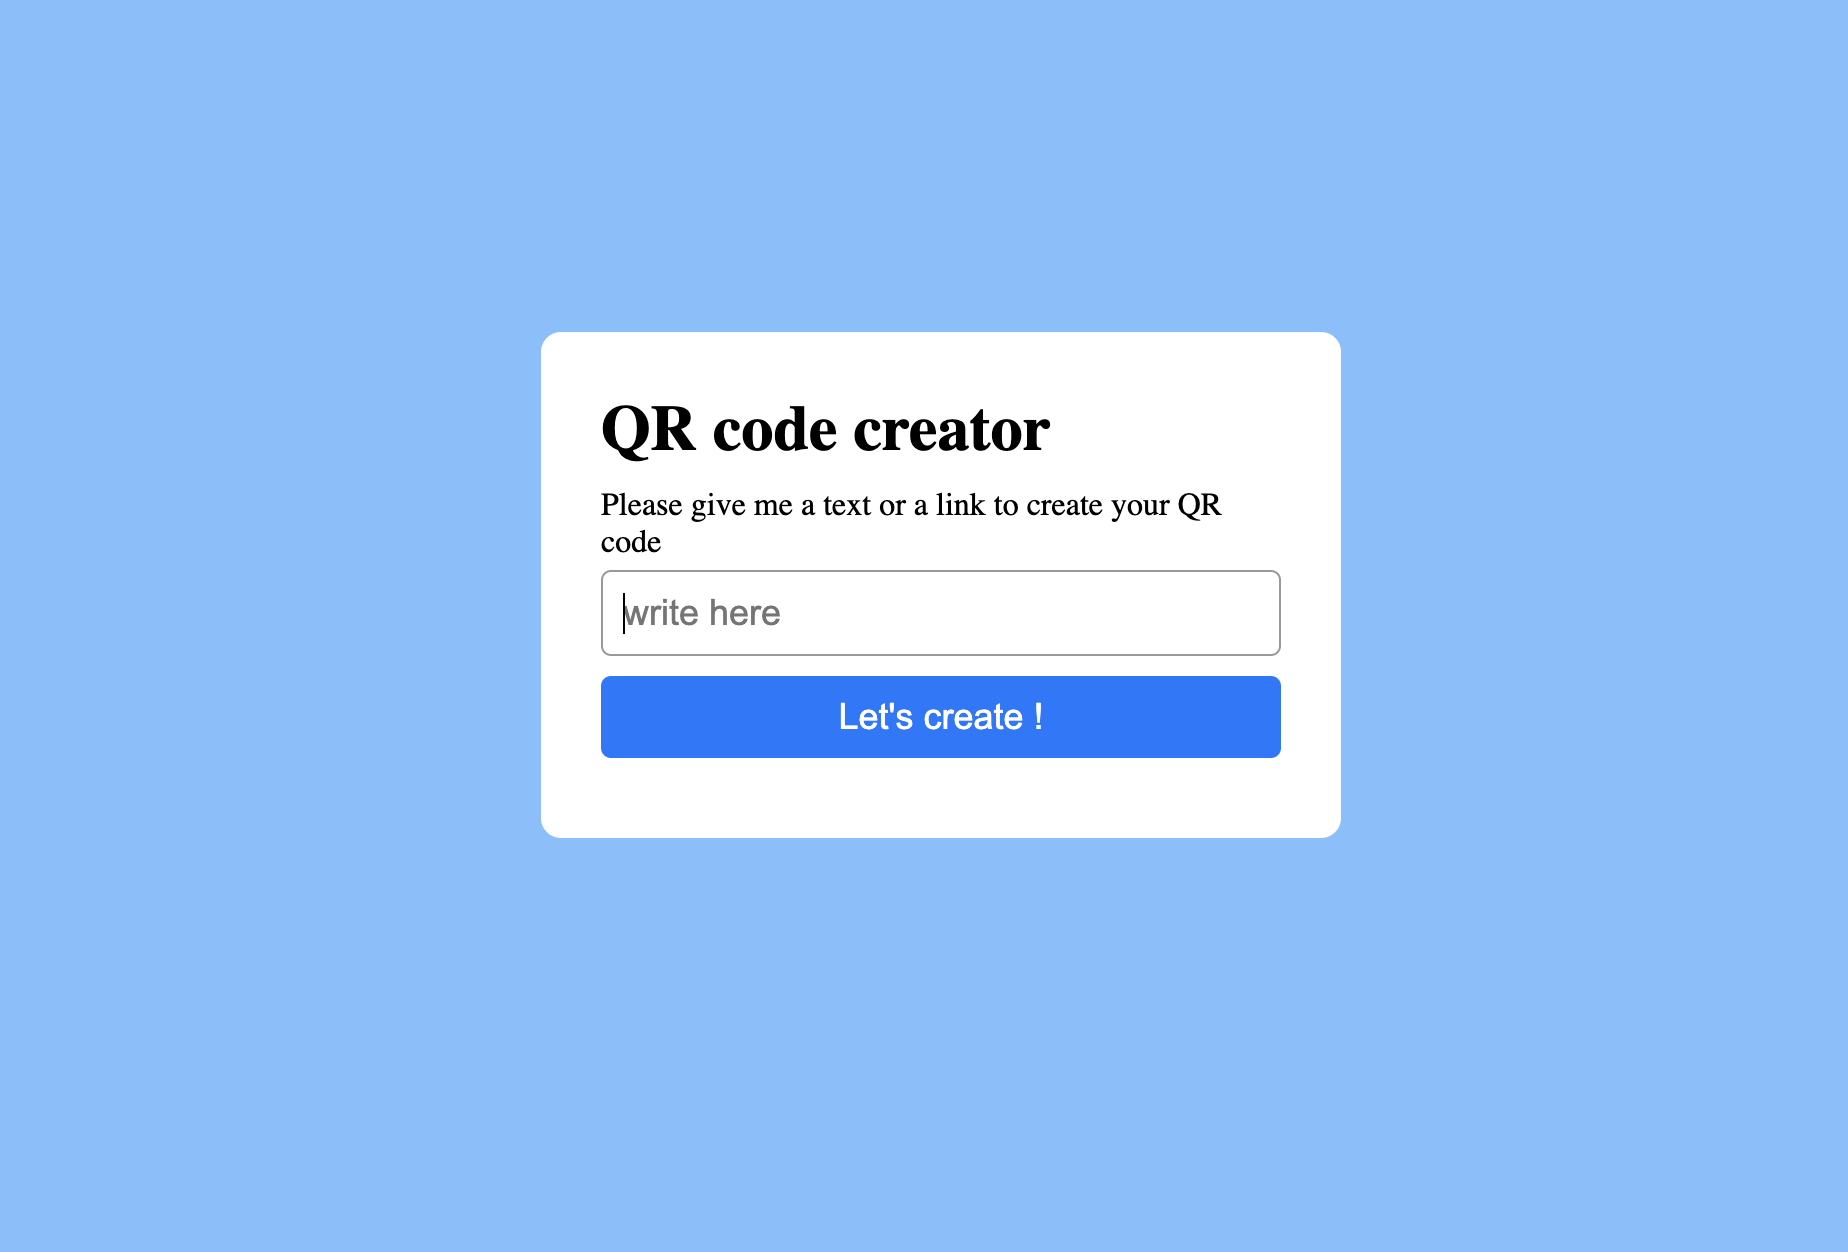 QR code creator
Please give me a text or a link to create your QR
code
write here
Let's create !